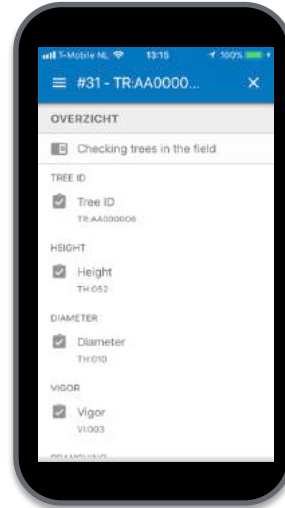 T-Mobile NL 13:15 100%
#31 - TR:AA0000...
OVERZICHT
Checking trees in the field
TREE ID
Tree ID
TR:AA000006
HEIGHT
Height
TH:052
DIAMETER
Diameter
TH:010
VIGOR
Vigor
VI:003
BRANCHING